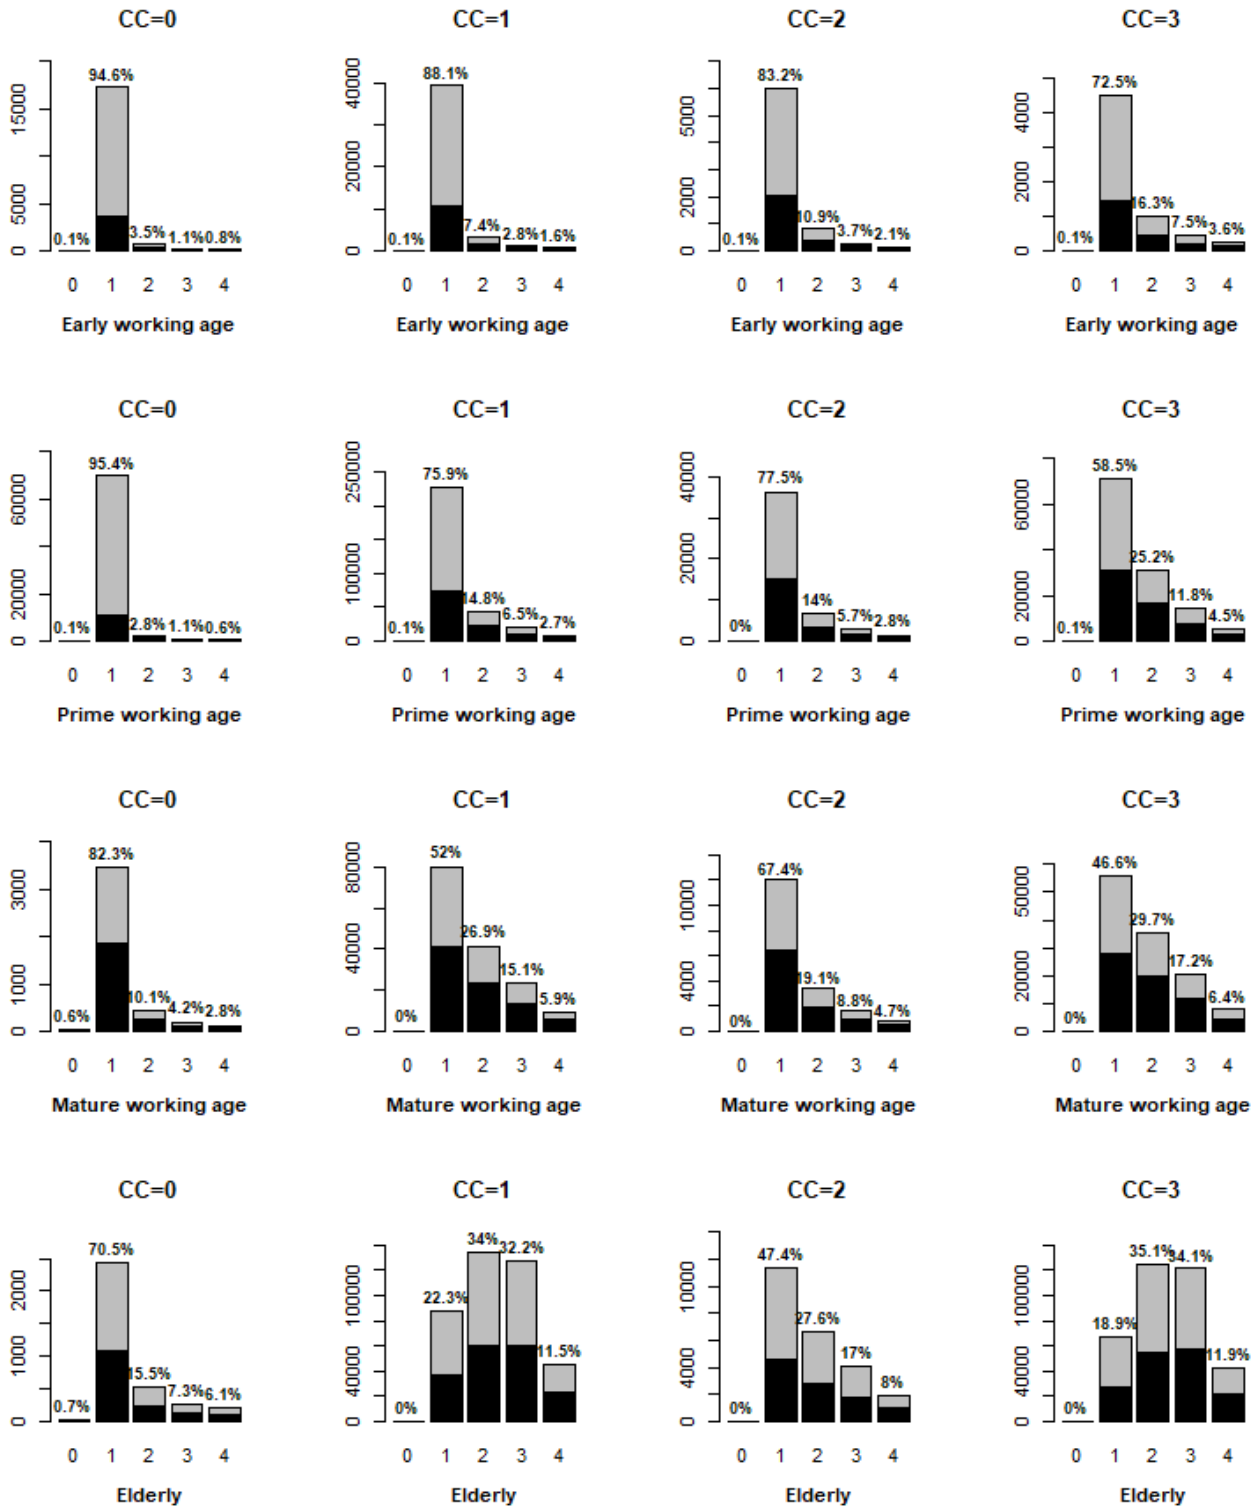 CC=0 CC=1 CC=2 CC=3
94.6% 88.1% 83.2% 72.5%
15000 40000 5000 4000
5000 20000 2000 2000
0 0 0 0
0.1% 3.5% 1.1% 0.8% 0.1% 7.4% 2.8% 1.6% 0.1% 10.9% 3.7% 2.1% 0.1% 16.3% 7.5% 3.6%
0 1 2 3 4 0 1 2 3 4 0 1 2 3 4 0 1 2 3 4
Early working age Early working age Early working age Early working age
CC=0 CC=1 CC=2 CC=3
95.4% 75.9% 77.5% 58.5%
60000 250000 40000 60000
20000 100000 20000 20000
0 0 0 0
0.1% 2.8% 1.1% 0.6% 0.1% 14.8% 6.5% 2.7% 0% 14% 5.7% 2.8% 0.1% 25.2% 11.8% 4.5%
0 1 2 3 4 0 1 2 3 4 0 1 2 3 4 0 1 2 3 4
Prime working age Prime working age Prime working age Prime working age
CC=0 CC=1 CC=2 CC=3
82.3% 52% 67.4% 46.6%
3000 80000 10000 50000
1000 40000 4000 20000
0 0 0 0
0.6% 10.1% 4.2% 2.8% 0% 26.9% 15.1% 5.9% 0% 19.1% 8.8% 4.7% 0% 29.7% 17.2% 6.4%
0 1 2 3 4 0 1 2 3 4 0 1 2 3 4 0 1 2 3 4
Mature working age Mature working age Mature working age Mature working age
CC=0 CC=1 CC=2 CC=3
70.5% 22.3% 47.4% 18.9%
2000 100000 10000 100000
1000 40000 4000 40000
0 0 0 0
0.7% 15.5% 7.3% 6.1% 0% 34% 32.2% 11.5% 0% 27.6% 17% 8% 0% 35.1% 34.1% 11.9%
0 1 2 3 4 0 1 2 3 4 0 1 2 3 4 0 1 2 3 4
Elderly Elderly Elderly Elderly